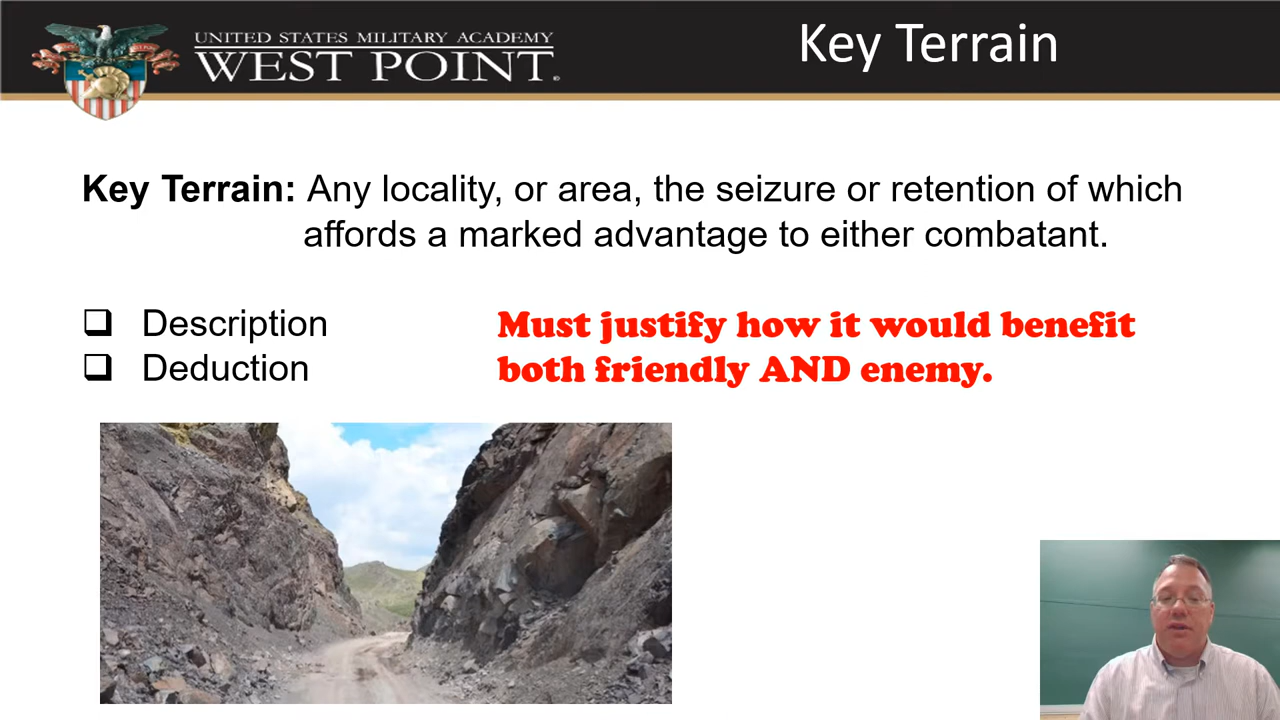 UNITED STATES MILITARY ACADEMY
WEST POINT.
Key Terrain
Key Terrain: Any locality, or area, the seizure or retention of which
affords a marked advantage to either combatant.
❑ Description
❑ Deduction
Must justify how it would benefit
both friendly AND enemy.